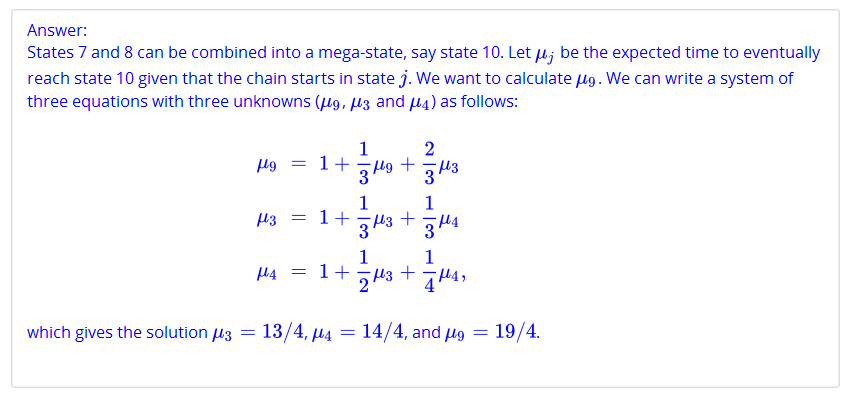 Answer:
States 7 and 8 can be combined into a mega-state, say state 10. Let μ_j be the expected time to eventually
reach state 10 given that the chain starts in state j. We want to calculate μ_9. We can write a system of
three equations with three unknowns (μ_9, μ_3 and μ_4) as follows:
μ_9 = 1 + 1/3 μ_9 + 2/3 μ_3
μ_3 = 1 + 1/3 μ_3 + 1/3 μ_4
μ_4 = 1 + 1/2 μ_3 + 1/4 μ_4,
which gives the solution μ_3 = 13/4, μ_4 = 14/4, and μ_9 = 19/4.